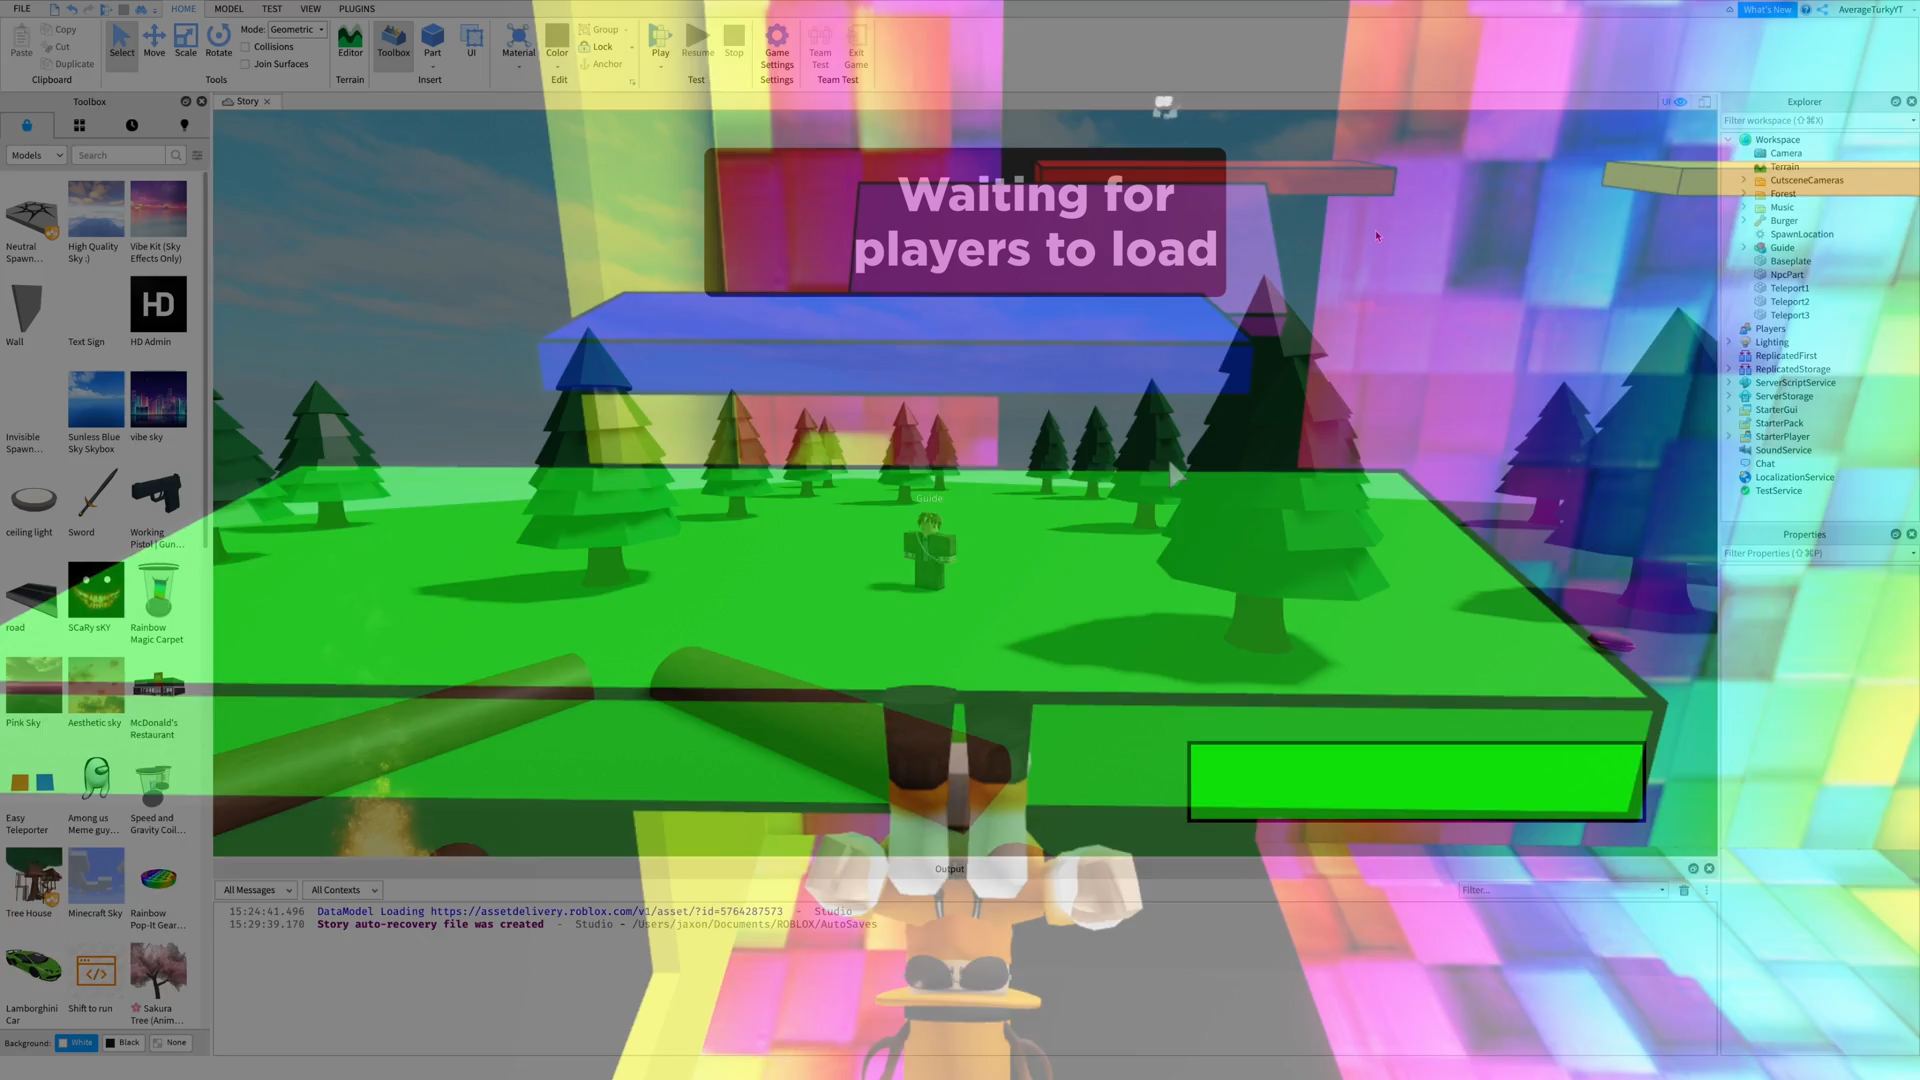 FILE HOME MODEL TEST VIEW PLUGINS What's New AverageTurkyYT
Paste Copy Cut Duplicate Clipboard
Select Move Scale Rotate Mode: Geometric Collisions Join Surfaces Tools
Editor Terrain
Toolbox Part UI Insert
Material Color Group Lock Anchor Edit
Play Resume Stop Test
Game Settings Settings
Team Test Exit Game Team Test
Toolbox
Story
UI
Models Search
Neutral Spawn...
High Quality Sky :)
Vibe Kit (Sky Effects Only)
Wall
Text Sign
HD
HD Admin
Invisible Spawn...
Sunless Blue Sky Skybox
vibe sky
ceiling light
Sword
Working Pistol | Gun...
road
SCaRy sKY
Rainbow Magic Carpet
Pink Sky
Aesthetic sky
McDonald's Restaurant
Easy Teleporter
Among us Meme guy...
Speed and Gravity Coil...
Tree House
Minecraft Sky
Rainbow Pop-It Gear...
Lamborghini Car
Shift to run
Sakura Tree (Anim...
Background: White Black None
Waiting for
players to load
Guide
Output
All Messages All Contexts Filter...
15:24:41.496 DataModel Loading https://assetdelivery.roblox.com/v1/asset/?id=5764287573 - Studio
15:29:39.170 Story auto-recovery file was created - Studio - /Users/jaxon/Documents/ROBLOX/AutoSaves
Explorer
Filter workspace (⇧⌘X)
Workspace
Camera
Terrain
CutsceneCameras
Forest
Music
Burger
SpawnLocation
Guide
Baseplate
NpcPart
Teleport1
Teleport2
Teleport3
Players
Lighting
ReplicatedFirst
ReplicatedStorage
ServerScriptService
ServerStorage
StarterGui
StarterPack
StarterPlayer
SoundService
Chat
LocalizationService
TestService
Properties
Filter Properties (⇧⌘P)